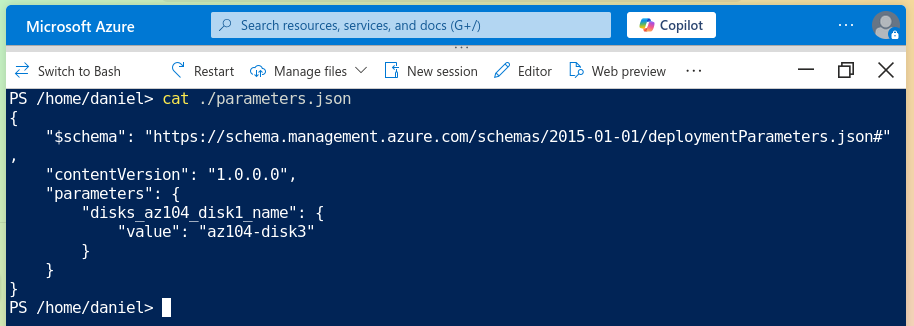 Microsoft Azure
Search resources, services, and docs (G+/)
Copilot
Switch to Bash
Restart
Manage files
New session
Editor
Web preview
PS /home/daniel> cat ./parameters.json
{
    "$schema": "https://schema.management.azure.com/schemas/2015-01-01/deploymentParameters.json#"
,
    "contentVersion": "1.0.0.0",
    "parameters": {
        "disks_az104_disk1_name": {
            "value": "az104-disk3"
        }
    }
}
PS /home/daniel>